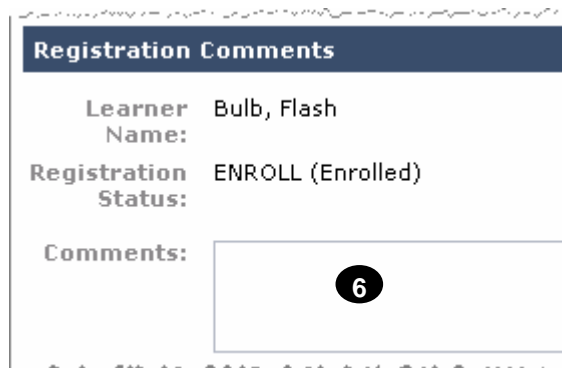 Registration Comments
Learner Bulb, Flash
Name:
Registration ENROLL (Enrolled)
Status:
Comments:
6